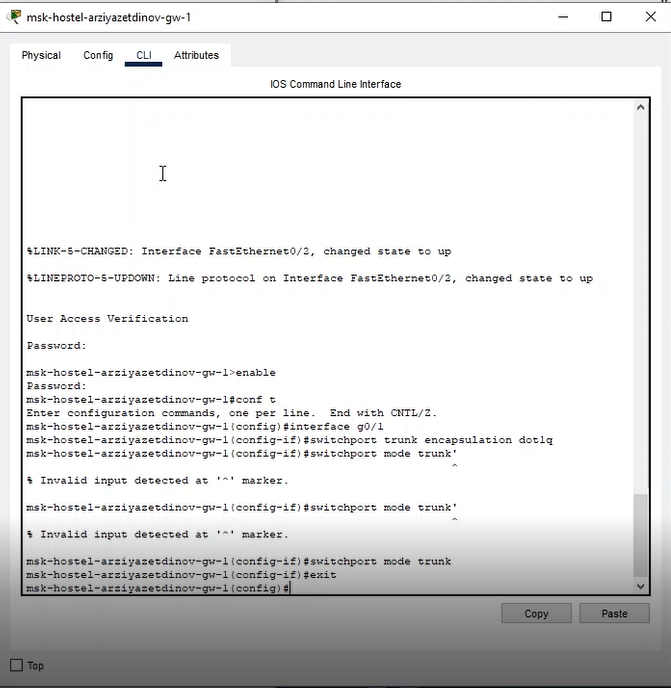 msk-hostel-arziyazetdinov-gw-1
Physical Config CLI Attributes
IOS Command Line Interface
%LINK-5-CHANGED: Interface FastEthernet0/2, changed state to up
%LINEPROTO-5-UPDOWN: Line protocol on Interface FastEthernet0/2, changed state to up
User Access Verification
Password:
msk-hostel-arziyazetdinov-gw-1>enable
Password:
msk-hostel-arziyazetdinov-gw-1#conf t
Enter configuration commands, one per line.  End with CNTL/Z.
msk-hostel-arziyazetdinov-gw-1(config)#interface g0/1
msk-hostel-arziyazetdinov-gw-1(config-if)#switchport trunk encapsulation dot1q
msk-hostel-arziyazetdinov-gw-1(config-if)#switchport mode trunk'
^
% Invalid input detected at '^' marker.
msk-hostel-arziyazetdinov-gw-1(config-if)#switchport mode trunk'
^
% Invalid input detected at '^' marker.
msk-hostel-arziyazetdinov-gw-1(config-if)#switchport mode trunk
msk-hostel-arziyazetdinov-gw-1(config-if)#exit
msk-hostel-arziyazetdinov-gw-1(config)#
Copy Paste
Top